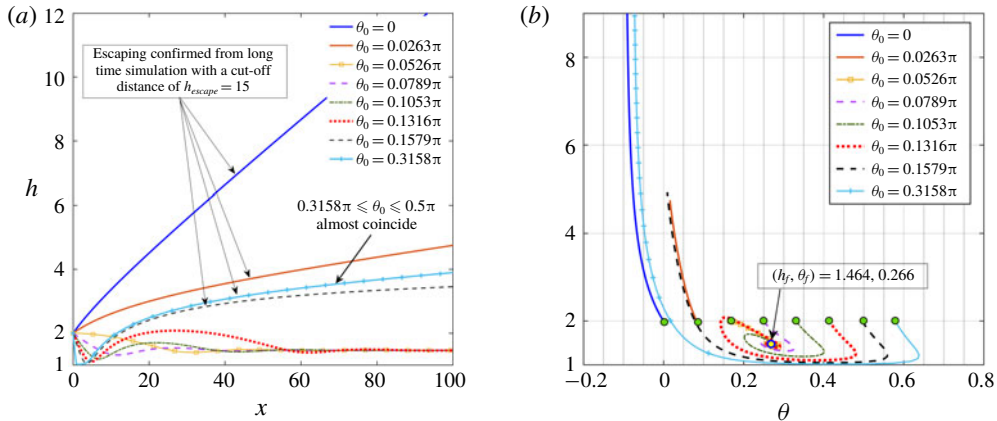 (a)
12
10
8
6
4
2
1
h
0
20
40
60
80
100
x
Escaping confirmed from long
time simulation with a cut-off
distance of h_escape = 15
θ₀ = 0
θ₀ = 0.0263π
θ₀ = 0.0526π
θ₀ = 0.0789π
θ₀ = 0.1053π
θ₀ = 0.1316π
θ₀ = 0.1579π
θ₀ = 0.3158π
0.3158π ⩽ θ₀ ⩽ 0.5π
almost coincide
(b)
8
6
4
2
1
−0.2
0
0.2
0.4
0.6
0.8
θ
θ₀ = 0
θ₀ = 0.0263π
θ₀ = 0.0526π
θ₀ = 0.0789π
θ₀ = 0.1053π
θ₀ = 0.1316π
θ₀ = 0.1579π
θ₀ = 0.3158π
(h_f, θ_f) = 1.464, 0.266